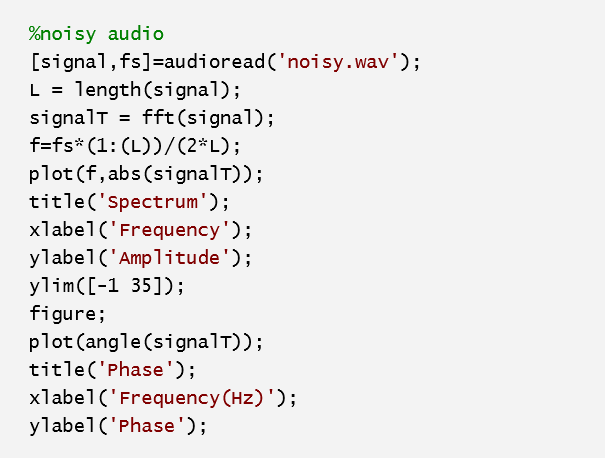 %noisy audio
[signal,fs]=audioread('noisy.wav');
L = length(signal);
signalT = fft(signal);
f=fs*(1:(L))/(2*L);
plot(f,abs(signalT));
title('Spectrum');
xlabel('Frequency');
ylabel('Amplitude');
ylim([-1 35]);
figure;
plot(angle(signalT));
title('Phase');
xlabel('Frequency(Hz)');
ylabel('Phase');